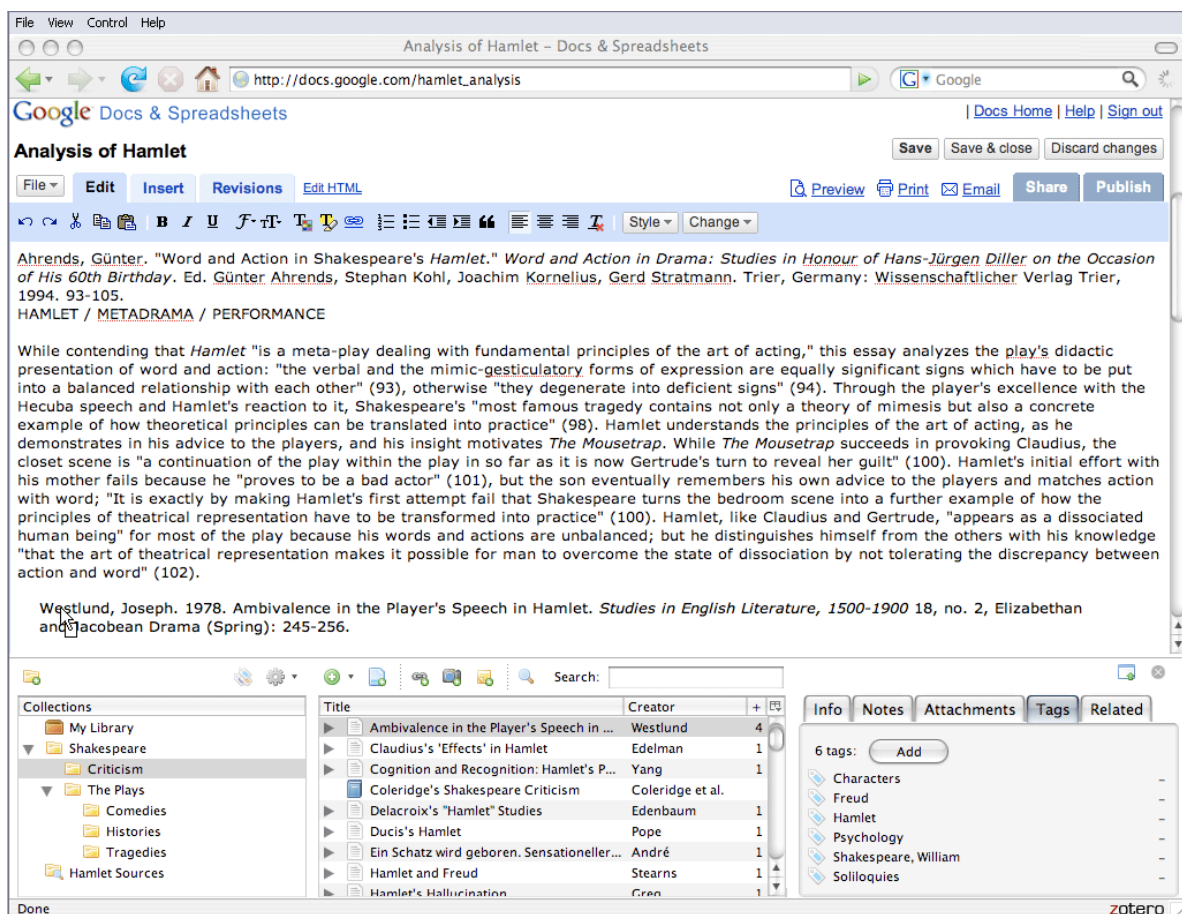 File View Control Help
Analysis of Hamlet – Docs & Spreadsheets
http://docs.google.com/hamlet_analysis
G Google
Google Docs & Spreadsheets
| Docs Home | Help | Sign out
Analysis of Hamlet
Save Save & close Discard changes
File Edit Insert Revisions Edit HTML Preview Print Email Share Publish
B I U F TT T Style Change
Ahrends, Günter. "Word and Action in Shakespeare's Hamlet." Word and Action in Drama: Studies in Honour of Hans-Jürgen Diller on the Occasion
of His 60th Birthday. Ed. Günter Ahrends, Stephan Kohl, Joachim Kornelius, Gerd Stratmann. Trier, Germany: Wissenschaftlicher Verlag Trier,
1994. 93-105.
HAMLET / METADRAMA / PERFORMANCE
While contending that Hamlet "is a meta-play dealing with fundamental principles of the art of acting," this essay analyzes the play's didactic
presentation of word and action: "the verbal and the mimic-gesticulatory forms of expression are equally significant signs which have to be put
into a balanced relationship with each other" (93), otherwise "they degenerate into deficient signs" (94). Through the player's excellence with the
Hecuba speech and Hamlet's reaction to it, Shakespeare's "most famous tragedy contains not only a theory of mimesis but also a concrete
example of how theoretical principles can be translated into practice" (98). Hamlet understands the principles of the art of acting, as he
demonstrates in his advice to the players, and his insight motivates The Mousetrap. While The Mousetrap succeeds in provoking Claudius, the
closet scene is "a continuation of the play within the play in so far as it is now Gertrude's turn to reveal her guilt" (100). Hamlet's initial effort with
his mother fails because he "proves to be a bad actor" (101), but the son eventually remembers his own advice to the players and matches action
with word; "It is exactly by making Hamlet's first attempt fail that Shakespeare turns the bedroom scene into a further example of how the
principles of theatrical representation have to be transformed into practice" (100). Hamlet, like Claudius and Gertrude, "appears as a dissociated
human being" for most of the play because his words and actions are unbalanced; but he distinguishes himself from the others with his knowledge
"that the art of theatrical representation makes it possible for man to overcome the state of dissociation by not tolerating the discrepancy between
action and word" (102).
Westlund, Joseph. 1978. Ambivalence in the Player's Speech in Hamlet. Studies in English Literature, 1500-1900 18, no. 2, Elizabethan
and Jacobean Drama (Spring): 245-256.
Search:
Collections
My Library
Shakespeare
Criticism
The Plays
Comedies
Histories
Tragedies
Hamlet Sources
Title Creator +
Ambivalence in the Player's Speech in ... Westlund 4
Claudius's 'Effects' in Hamlet Edelman 1
Cognition and Recognition: Hamlet's P... Yang 1
Coleridge's Shakespeare Criticism Coleridge et al.
Delacroix's "Hamlet" Studies Edenbaum 1
Ducis's Hamlet Pope 1
Ein Schatz wird geboren. Sensationeller... André 1
Hamlet and Freud Stearns 1
Hamlet's Hallucination Greg 1
Info Notes Attachments Tags Related
6 tags: Add
Characters –
Freud –
Hamlet –
Psychology –
Shakespeare, William –
Soliloquies –
Done
zotero